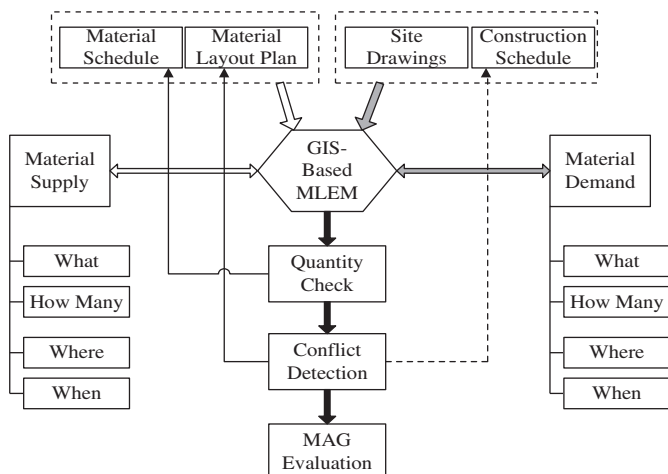 Material
Schedule
Material
Layout Plan
Site
Drawings
Construction
Schedule
Material
Supply
GIS-
Based
MLEM
Material
Demand
What
How Many
Where
When
Quantity
Check
Conflict
Detection
MAG
Evaluation
What
How Many
Where
When